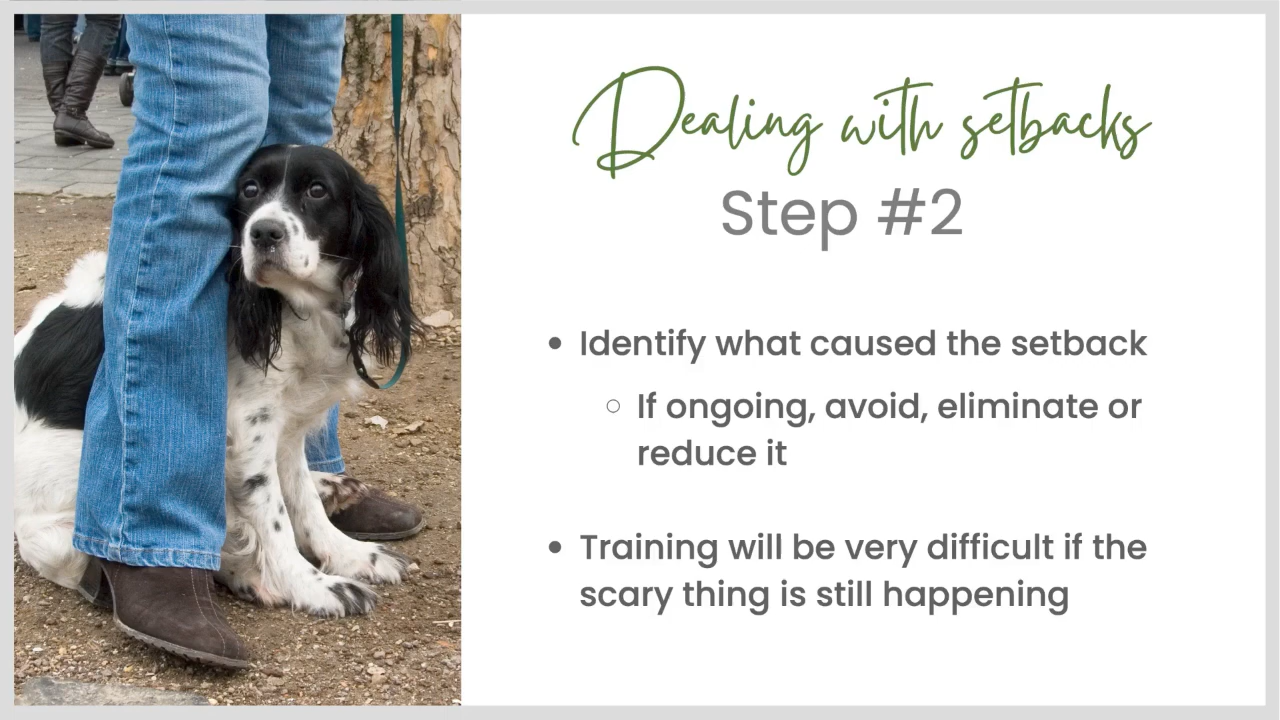 Dealing with setbacks
Step #2
• Identify what caused the setback
○ If ongoing, avoid, eliminate or
reduce it
• Training will be very difficult if the
scary thing is still happening